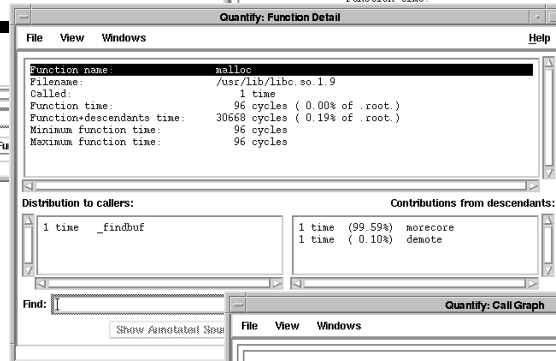 Function time:
Quantify: Function Detail
File View Windows Help
Function name: malloc
Filename: /usr/lib/libc.so.1.9
Called: 1 time
Function time: 96 cycles ( 0.00% of .root.)
Function+descendants time: 30668 cycles ( 0.19% of .root.)
Minimum function time: 96 cycles
Maximum function time: 96 cycles
Distribution to callers: Contributions from descendants:
1 time _findbuf
1 time (99.59%) morecore
1 time ( 0.10%) demote
Find:
Show Annotated Sour
Quantify: Call Graph
File View Windows